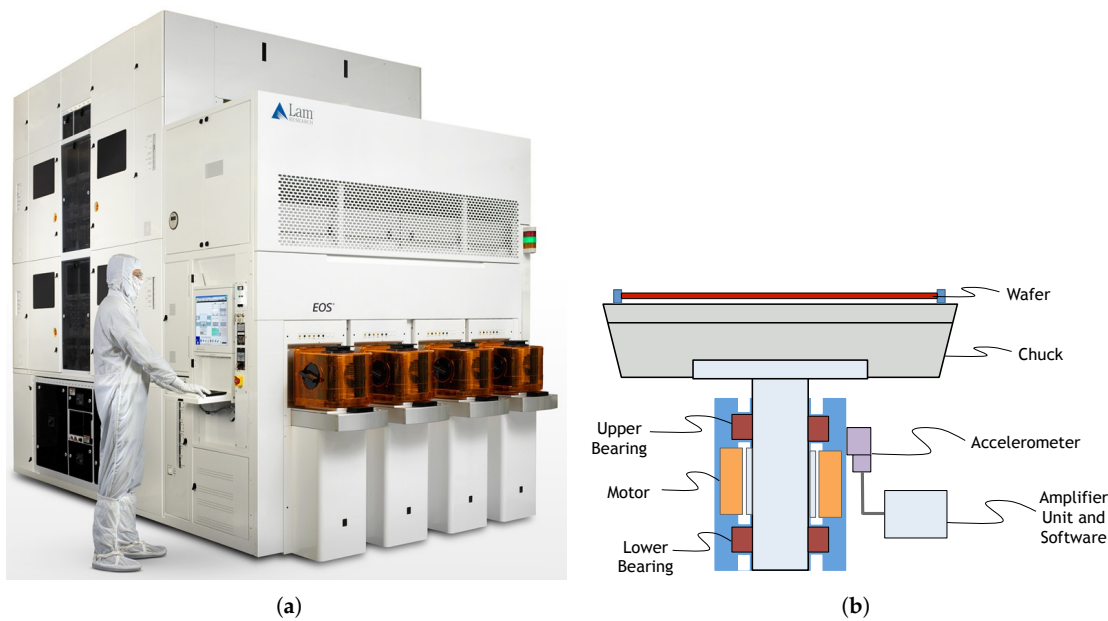 Lam
RESEARCH
EOS
Wafer
Chuck
Upper
Bearing
Accelerometer
Motor
Amplifier
Unit and
Software
Lower
Bearing
(a)
(b)